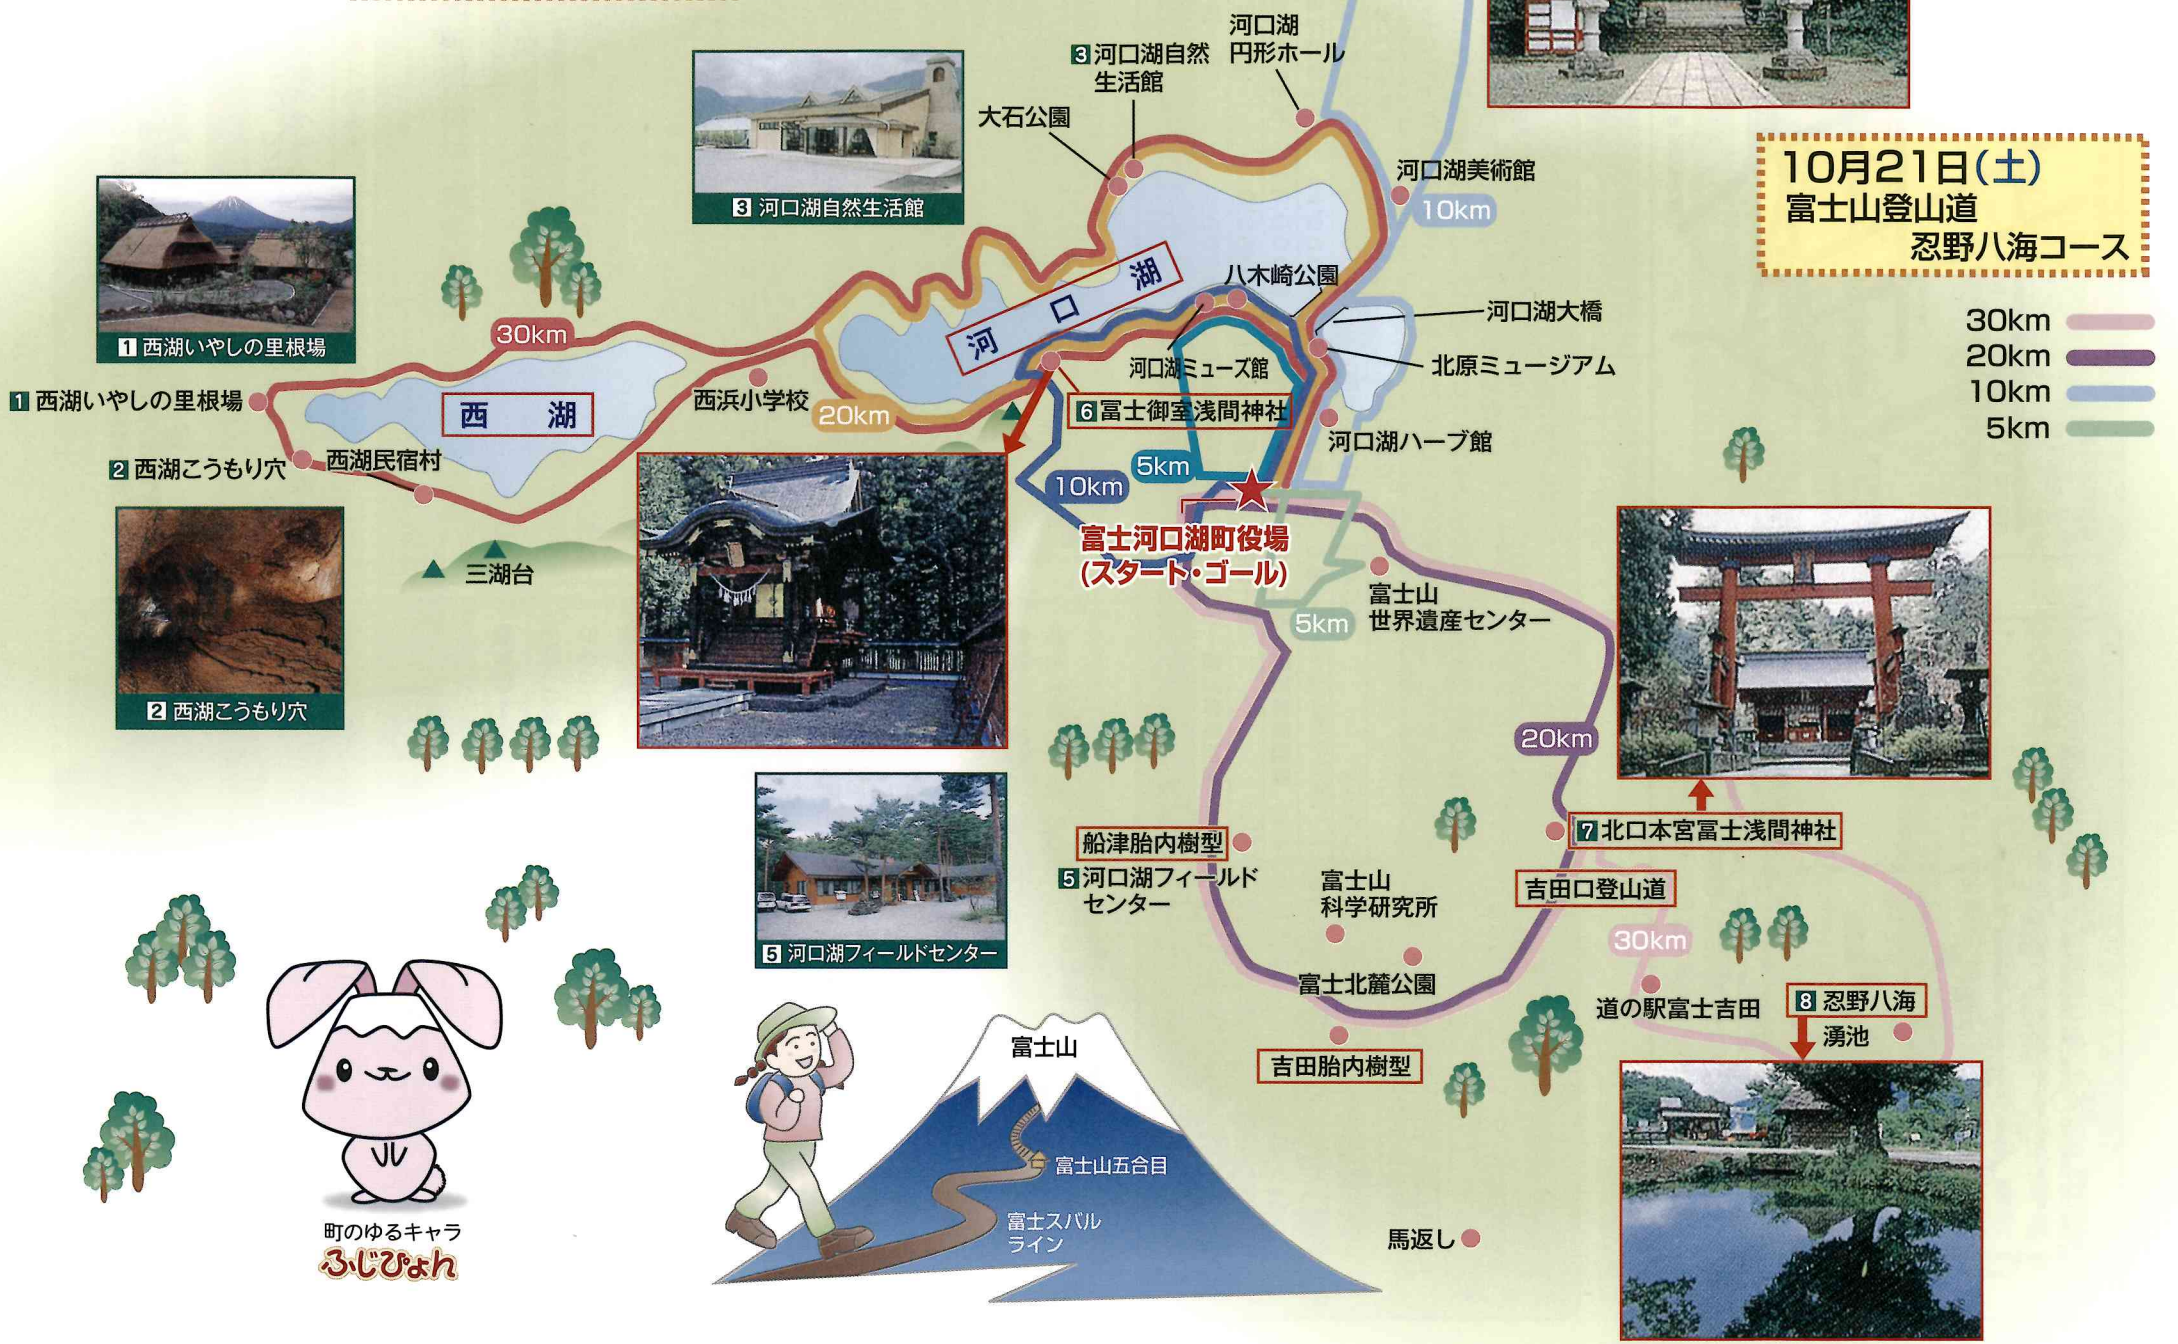 河口湖
円形ホール
3 河口湖自然
生活館
大石公園
河口湖美術館
10km
3 河口湖自然生活館
10月21日(土)
富士山登山道
忍野八海コース
30km
20km
10km
5km
1 西湖いやしの里根場
30km
河口湖
八木崎公園
河口湖大橋
河口湖ミューズ館
北原ミュージアム
1 西湖いやしの里根場
西湖
西浜小学校
20km
6 冨士御室浅間神社
河口湖ハーブ館
2 西湖こうもり穴
西湖民宿村
5km
10km
富士河口湖町役場
(スタート・ゴール)
三湖台
富士山
世界遺産センター
5km
2 西湖こうもり穴
20km
船津胎内樹型
5 河口湖フィールド
センター
7 北口本宮冨士浅間神社
吉田口登山道
富士山
科学研究所
30km
5 河口湖フィールドセンター
富士北麓公園
道の駅富士吉田
8 忍野八海
湧池
吉田胎内樹型
富士山
富士山五合目
富士スバル
ライン
馬返し
町のゆるキャラ
ふじぴょん